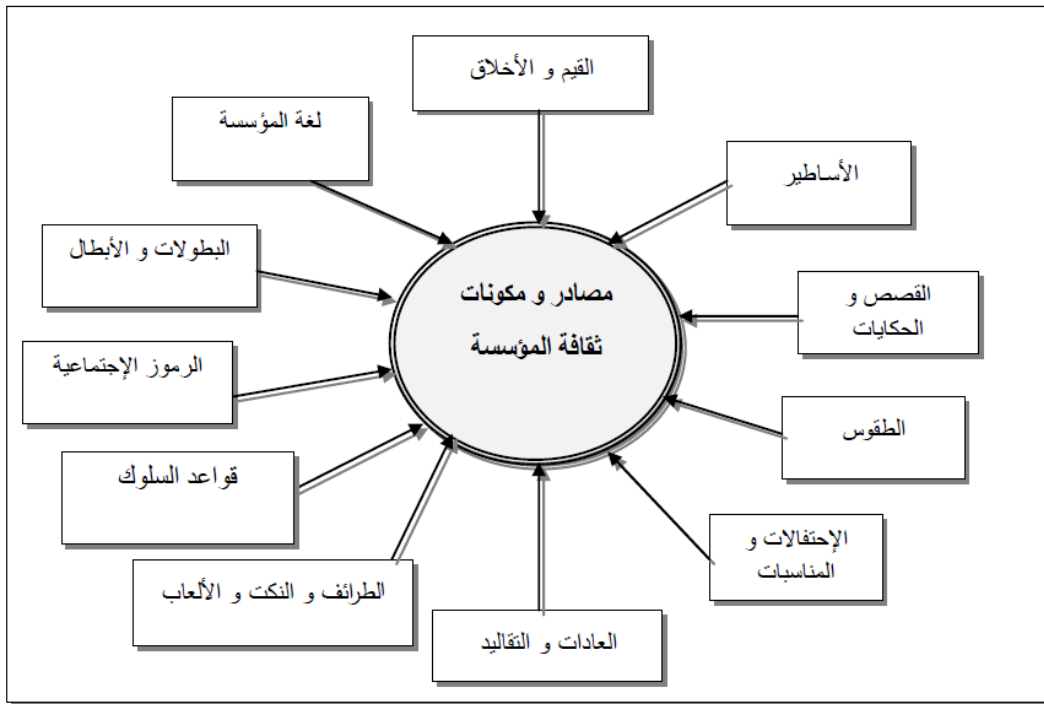 القيم و الأخلاق
لغة المؤسسة
الأساطير
البطولات و الأبطال
القصص و
الحكايات
مصادر و مكونات
ثقافة المؤسسة
الرموز الإجتماعية
الطقوس
قواعد السلوك
الإحتفالات و
المناسبات
الطرائف و النكت و الألعاب
العادات و التقاليد